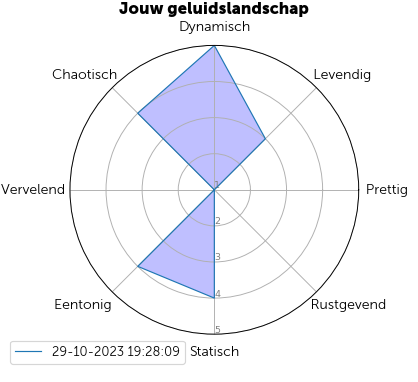 Jouw geluidslandschap
Dynamisch
Chaotisch
Levendig
Vervelend
1
Prettig
2
3
4
Eentonig
Rustgevend
5
29-10-2023 19:28:09
Statisch